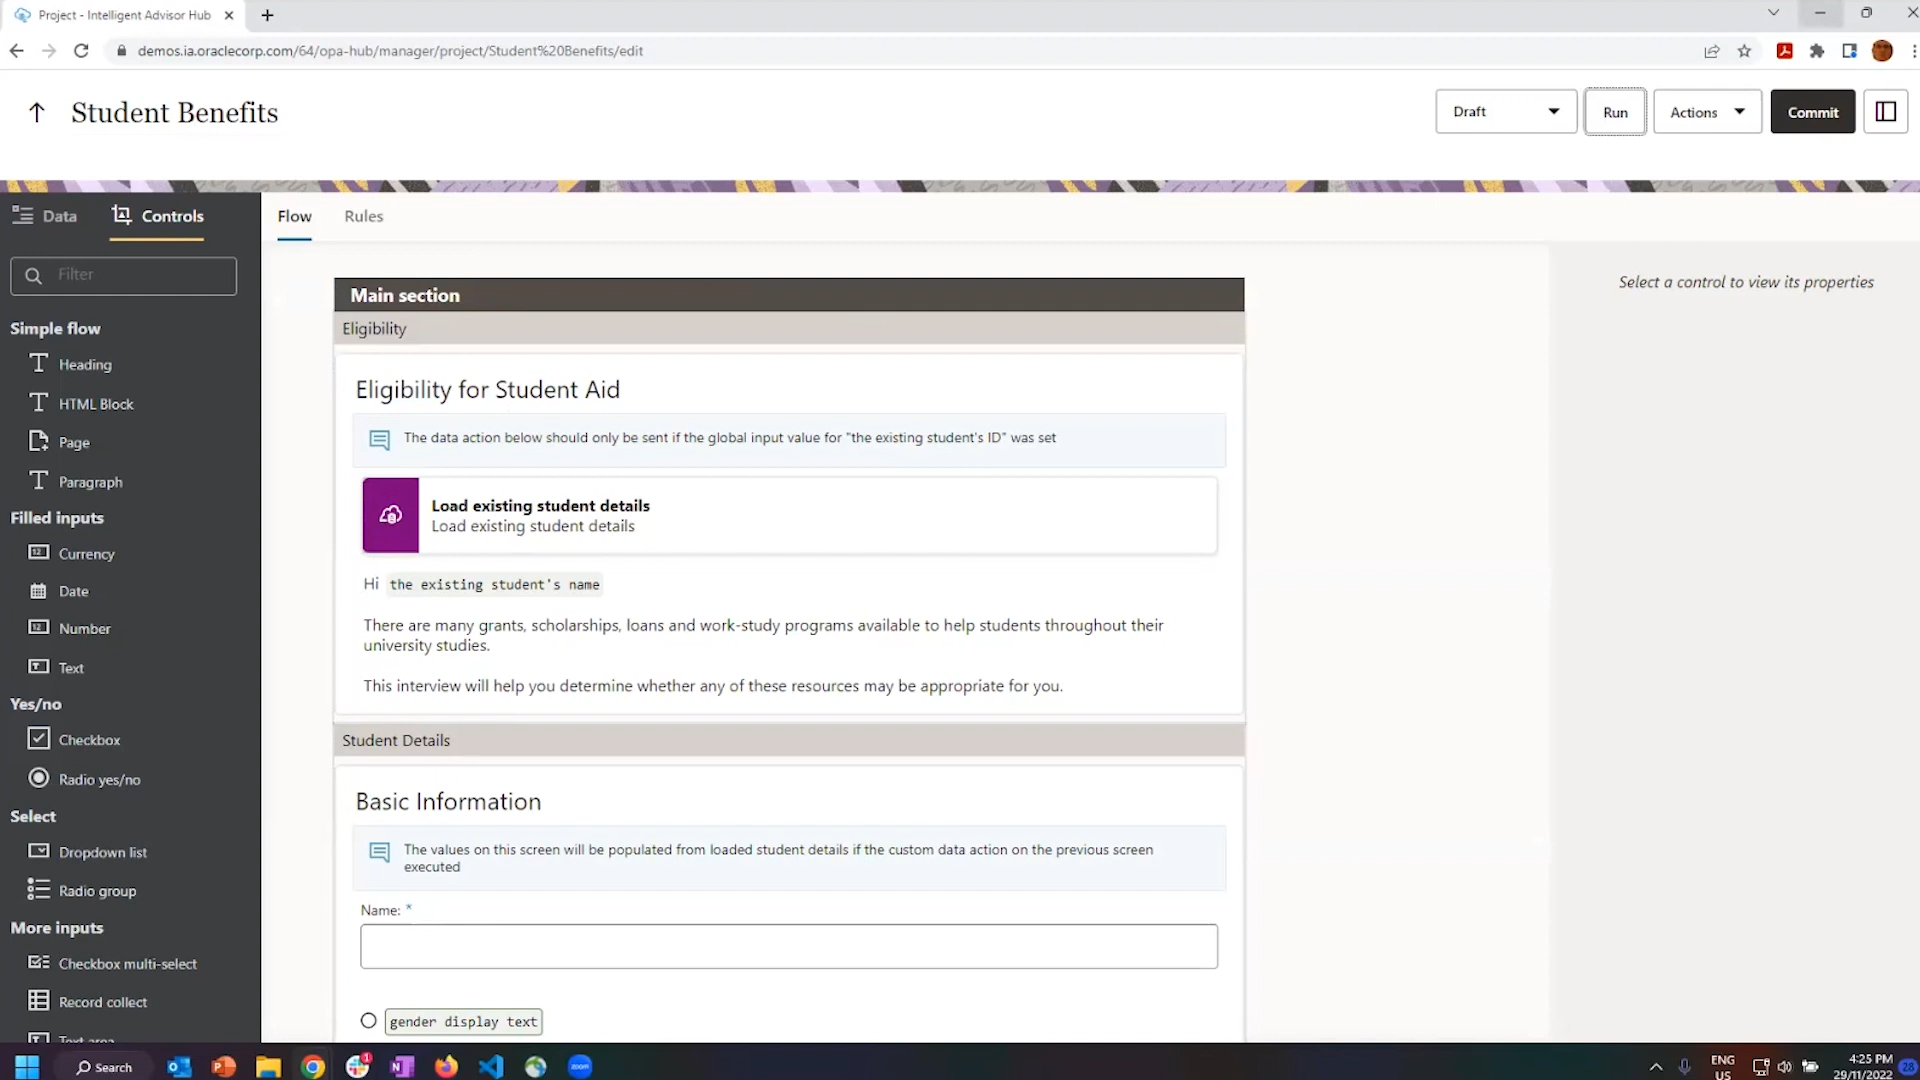 Project - Intelligent Advisor Hub
demos.ia.oraclecorp.com/64/opa-hub/manager/project/Student%20Benefits/edit
Student Benefits
Draft
Run
Actions
Commit
Data
Controls
Flow
Rules
Filter
Simple flow
Heading
HTML Block
Page
Paragraph
Filled inputs
Currency
Date
Number
Text
Yes/no
Checkbox
Radio yes/no
Select
Dropdown list
Radio group
More inputs
Checkbox multi-select
Record collect
Text area
Main section
Eligibility
Eligibility for Student Aid
The data action below should only be sent if the global input value for "the existing student's ID" was set
Load existing student details
Load existing student details
Hi the existing student's name
There are many grants, scholarships, loans and work-study programs available to help students throughout their
university studies.
This interview will help you determine whether any of these resources may be appropriate for you.
Student Details
Basic Information
The values on this screen will be populated from loaded student details if the custom data action on the previous screen
executed
Name: *
gender display text
Select a control to view its properties
Search
1
zoom
ENG
US
4:25 PM
29/11/2022
28